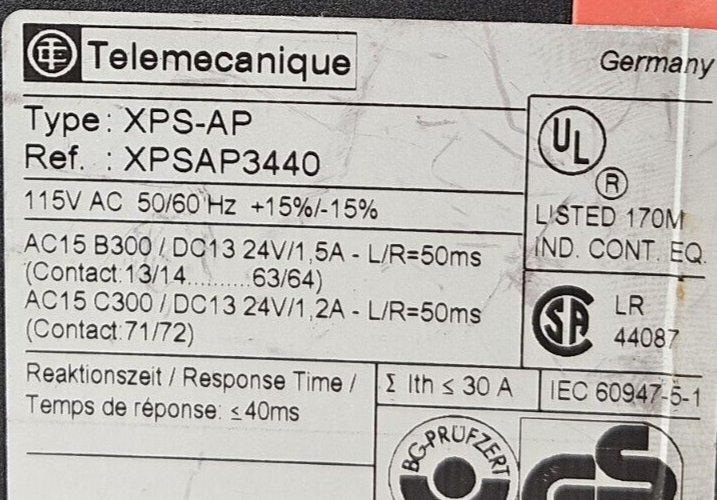 TE Telemecanique
Germany
Type: XPS-AP
Ref. : XPSAP3440
115V AC 50/60 Hz +15%/-15%
AC15 B300 / DC13 24V/1,5A - L/R=50ms
(Contact:13/14..........63/64)
AC15 C300 / DC13 24V/1,2A - L/R=50ms
(Contact:71/72)
UL
®
LISTED 170M
IND. CONT. EQ.
SA
LR
44087
Reaktionszeit / Response Time /
Temps de réponse: ≤40ms
Σ Ith ≤ 30 A
IEC 60947-5-1
BG-PRÜFZERT
GS